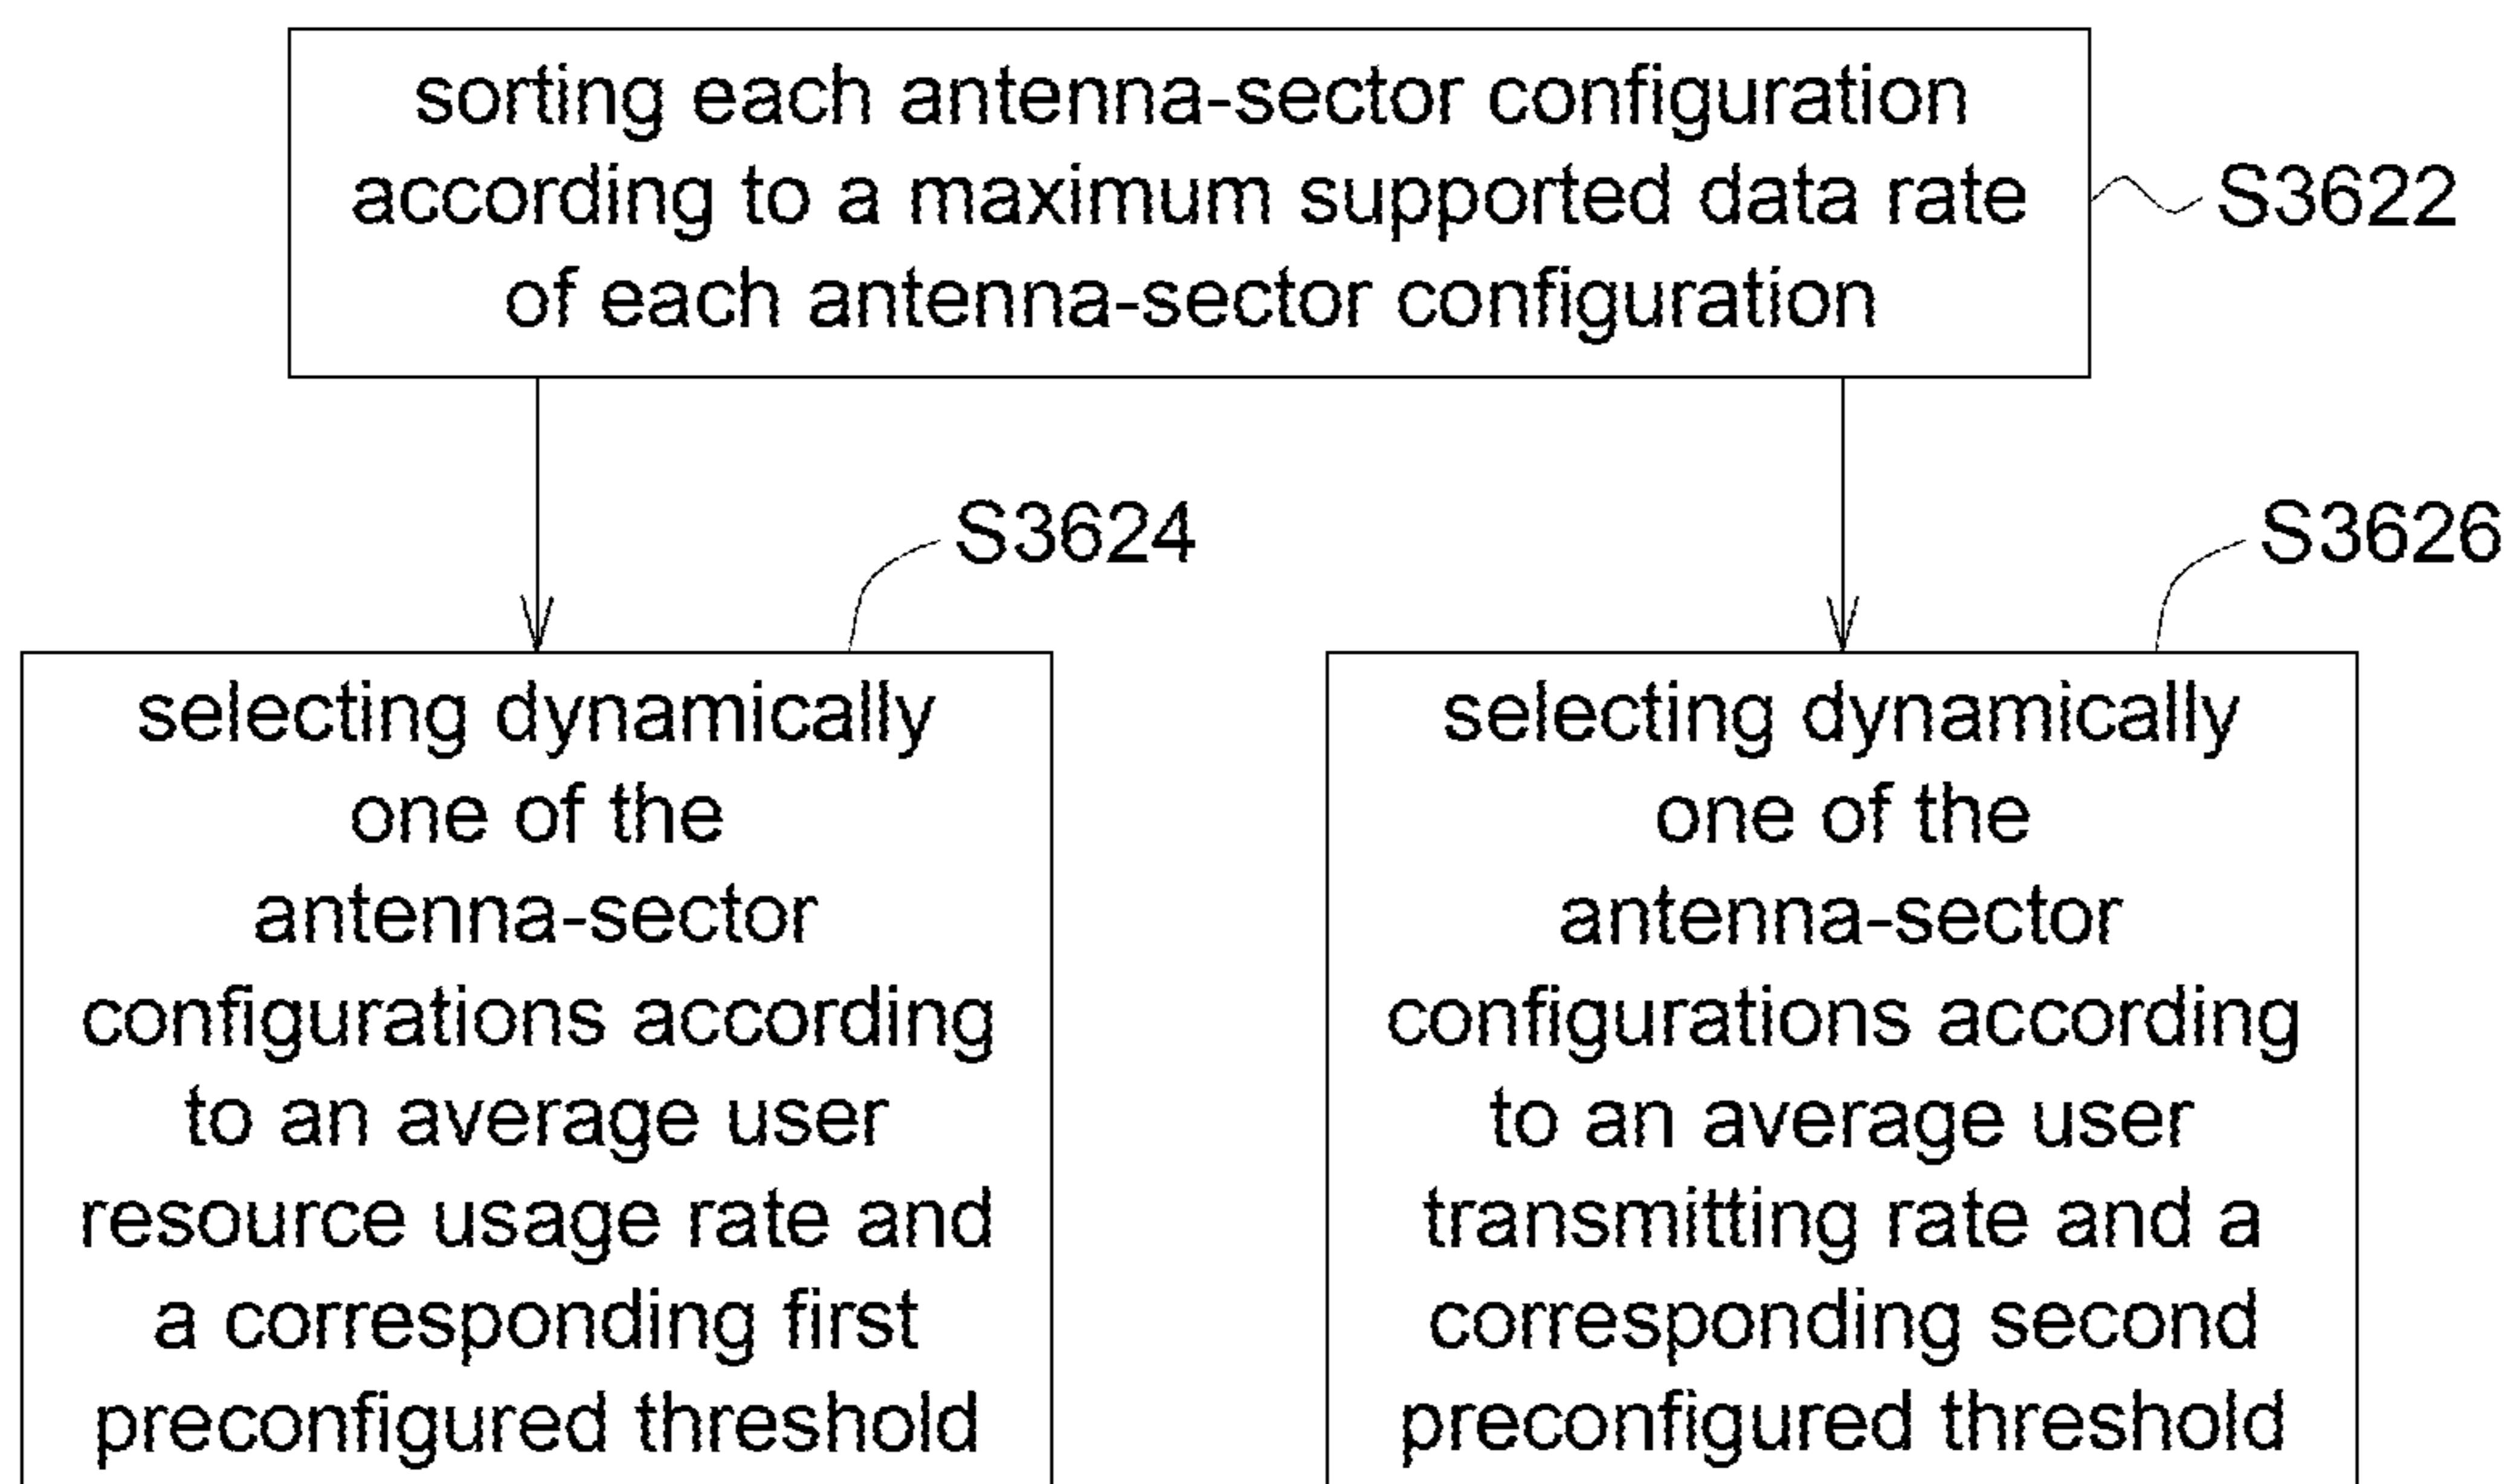 sorting each antenna-sector configuration
according to a maximum supported data rate
of each antenna-sector configuration
S3622
S3624
selecting dynamically
one of the
antenna-sector
configurations according
to an average user
resource usage rate and
a corresponding first
preconfigured threshold
S3626
selecting dynamically
one of the
antenna-sector
configurations according
to an average user
transmitting rate and a
corresponding second
preconfigured threshold